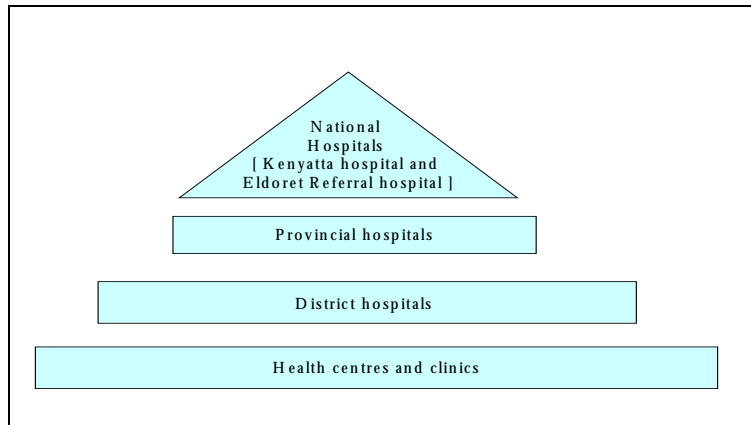 National
Hospitals
[ Kenyatta hospital and
Eldoret Referral hospital ]
Provincial hospitals
District hospitals
Health centres and clinics